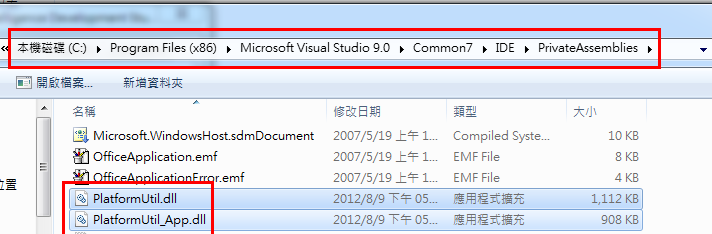 本機磁碟 (C:) ▸ Program Files (x86) ▸ Microsoft Visual Studio 9.0 ▸ Common7 ▸ IDE ▸ PrivateAssemblies ▸
開啟檔案... 新增資料夾
名稱 修改日期 類型 大小
Microsoft.WindowsHost.sdmDocument 2007/5/19 上午 1... Compiled Syste... 10 KB
OfficeApplication.emf 2007/5/19 上午 1... EMF File 8 KB
位置
OfficeApplicationError.emf 2007/5/19 上午 1... EMF File 4 KB
PlatformUtil.dll 2012/8/9 下午 05... 應用程式擴充 1,112 KB
PlatformUtil_App.dll 2012/8/9 下午 05... 應用程式擴充 908 KB